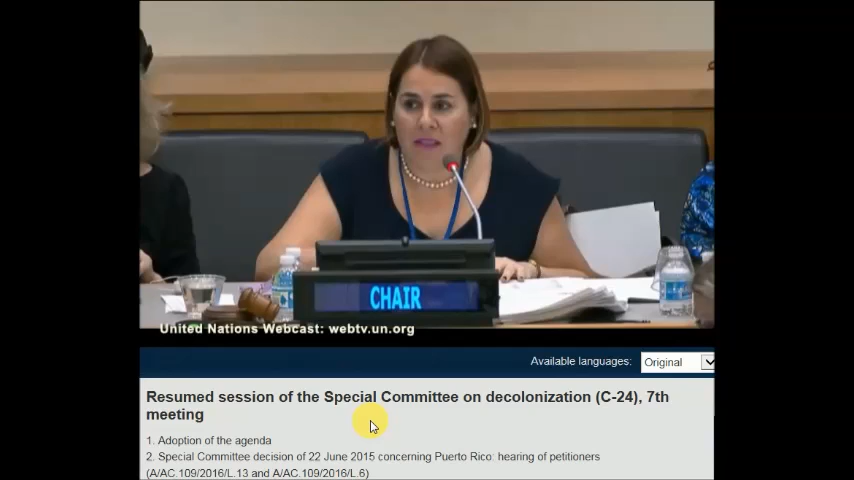 CHAIR
United Nations Webcast: webtv.un.org
Available languages: Original
Resumed session of the Special Committee on decolonization (C-24), 7th
meeting
1. Adoption of the agenda
2. Special Committee decision of 22 June 2015 concerning Puerto Rico: hearing of petitioners
(A/AC.109/2016/L.13 and A/AC.109/2016/L.6)